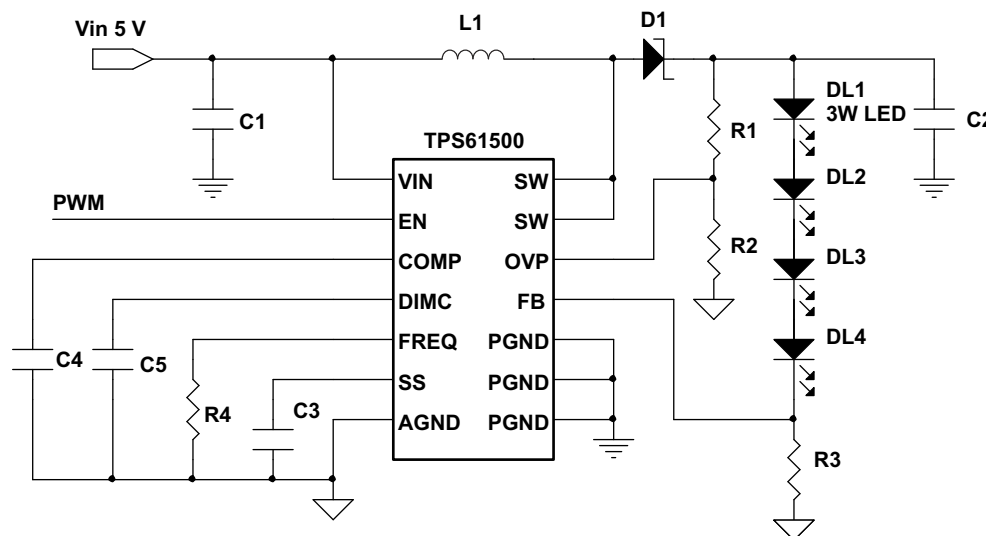 Vin 5 V
L1
D1
C1
R1
DL1
3W LED
C2
TPS61500
VIN
SW
DL2
PWM
EN
SW
R2
COMP
OVP
DL3
DIMC
FB
C4
C5
FREQ
PGND
DL4
R4
C3
SS
PGND
AGND
PGND
R3